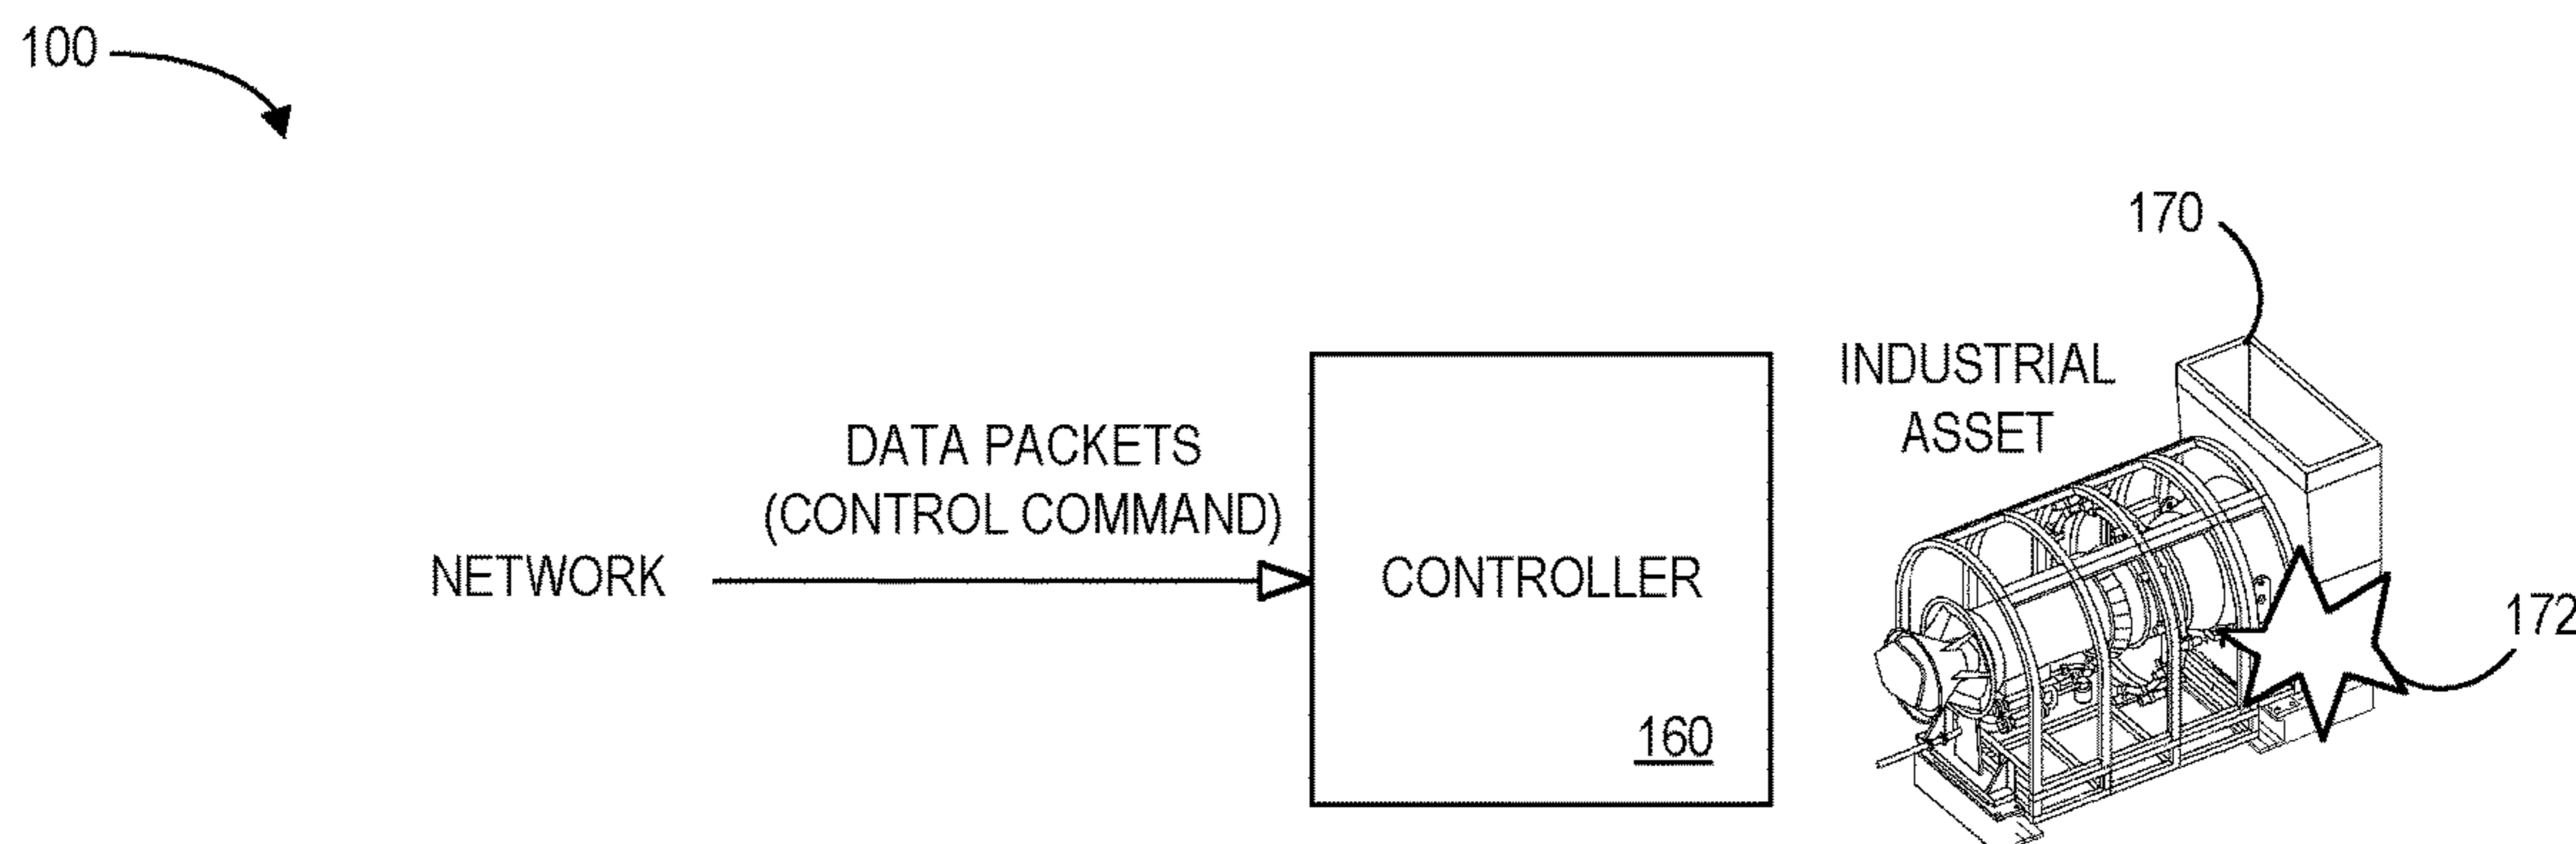 100
170
INDUSTRIAL
ASSET
DATA PACKETS
(CONTROL COMMAND)
NETWORK
CONTROLLER
172
160